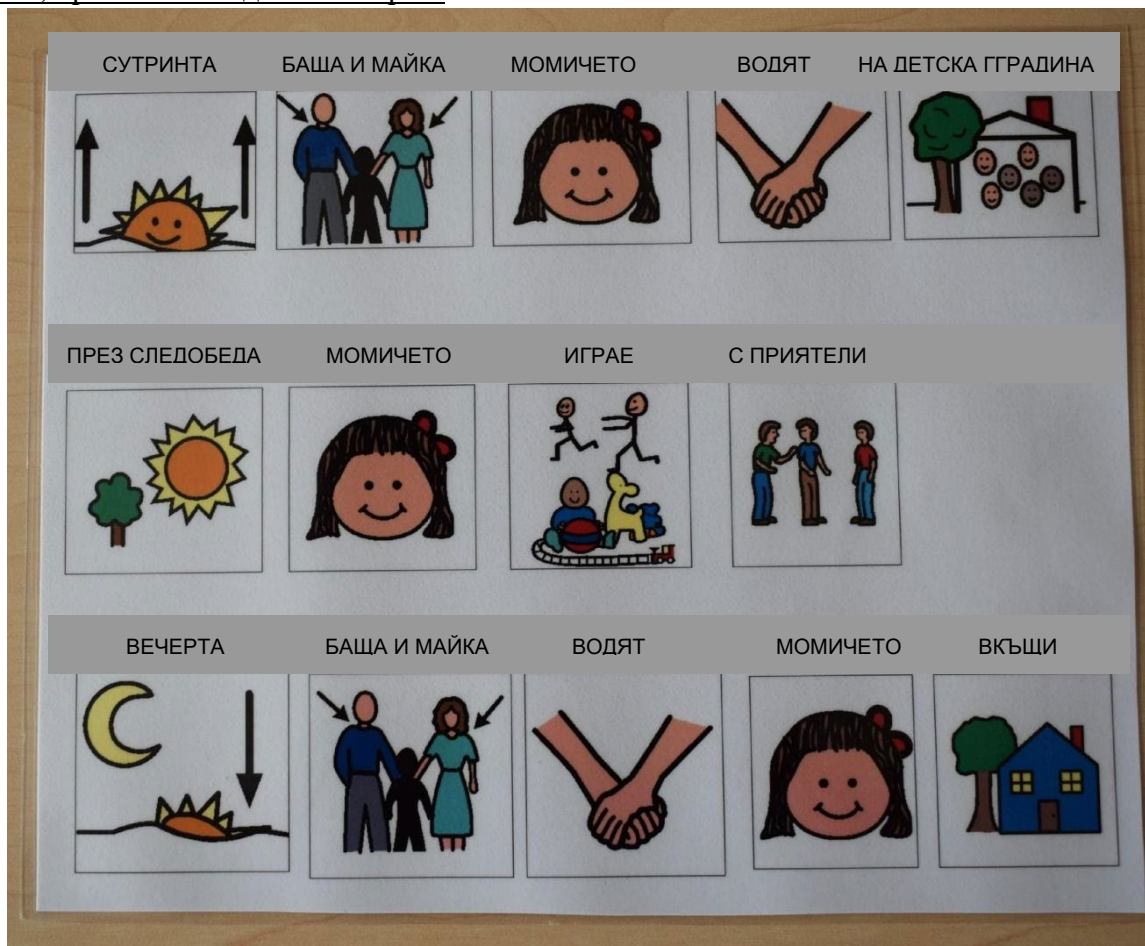 СУТРИНТА БАЩА И МАЙКА МОМИЧЕТО ВОДЯТ НА ДЕТСКА ГГРАДИНА
ПРЕЗ СЛЕДОБЕДА МОМИЧЕТО ИГРАЕ С ПРИЯТЕЛИ
ВЕЧЕРТА БАЩА И МАЙКА ВОДЯТ МОМИЧЕТО ВКЪЩИ